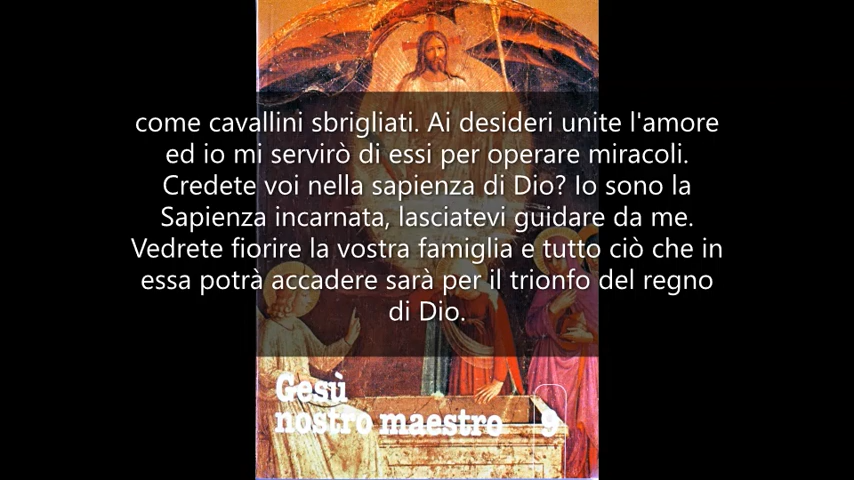 come cavallini sbrigliati. Ai desideri unite l'amore
ed io mi servirò di essi per operare miracoli.
Credete voi nella sapienza di Dio? Io sono la
Sapienza incarnata, lasciatevi guidare da me.
Vedrete fiorire la vostra famiglia e tutto ciò che in
essa potrà accadere sarà per il trionfo del regno
di Dio.
Gesù
nostro maestro 9